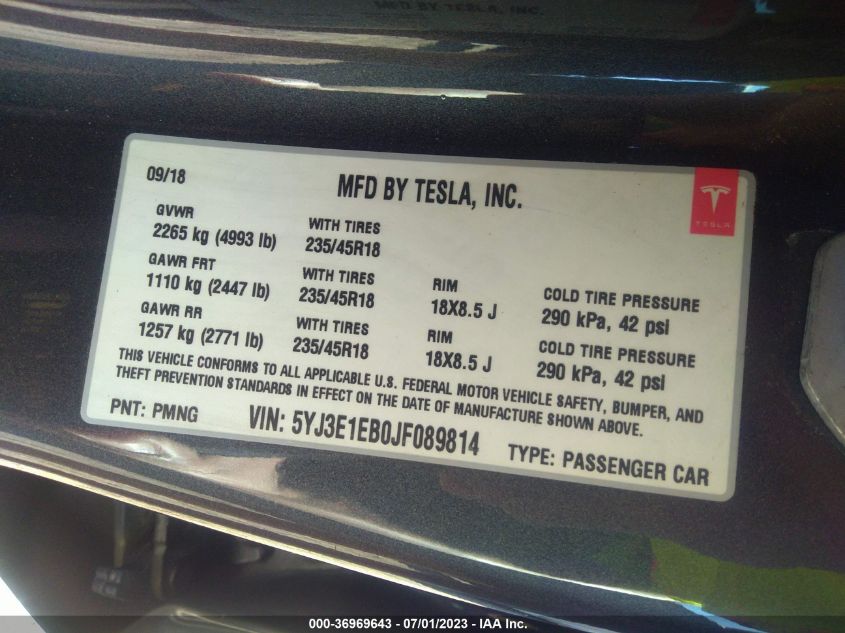 MFD BY TESLA, INC.
09/18
MFD BY TESLA, INC.
TESLA
GVWR
2265 kg (4993 lb)
WITH TIRES
235/45R18
GAWR FRT
1110 kg (2447 lb)
WITH TIRES
235/45R18
RIM
18X8.5 J
COLD TIRE PRESSURE
290 kPa, 42 psi
GAWR RR
1257 kg (2771 lb)
WITH TIRES
235/45R18
RIM
18X8.5 J
COLD TIRE PRESSURE
290 kPa, 42 psi
THIS VEHICLE CONFORMS TO ALL APPLICABLE U.S. FEDERAL MOTOR VEHICLE SAFETY, BUMPER, AND
THEFT PREVENTION STANDARDS IN EFFECT ON THE DATE OF MANUFACTURE SHOWN ABOVE.
PNT: PMNG
VIN: 5YJ3E1EB0JF089814
TYPE: PASSENGER CAR
000-36969643 / 07/01/2023 - IAA Inc.